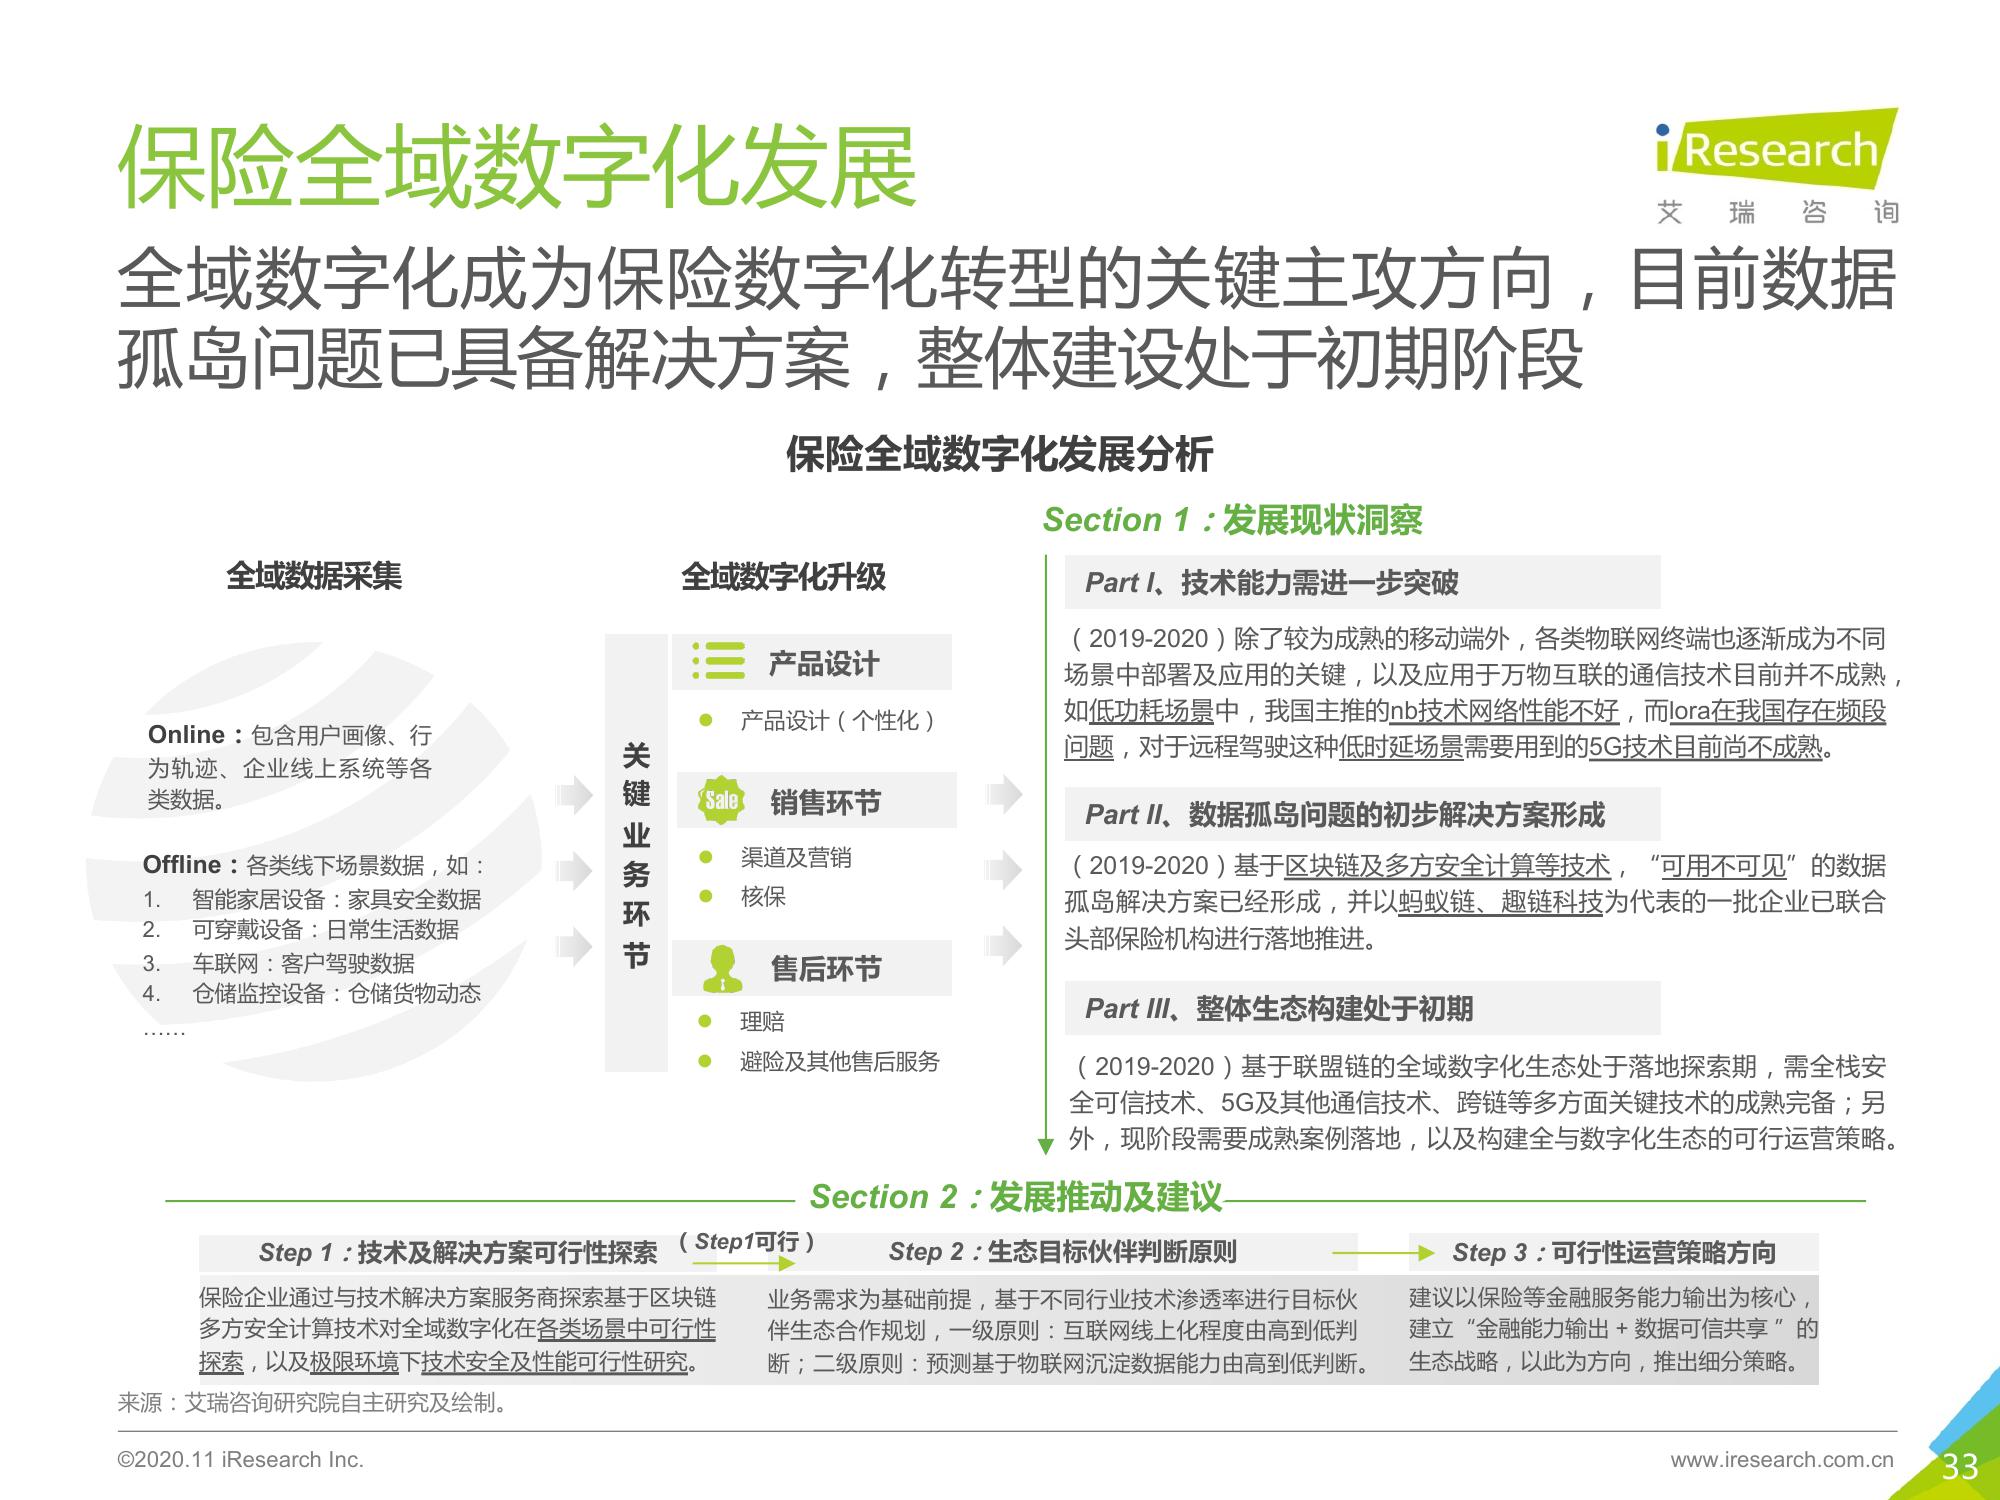 保险全域数字化发展
iResearch
艾瑞咨询
全域数字化成为保险数字化转型的关键主攻方向，目前数据
孤岛问题已具备解决方案，整体建设处于初期阶段
保险全域数字化发展分析
全域数据采集
Online：包含用户画像、行
为轨迹、企业线上系统等各
类数据。
Offline：各类线下场景数据，如：
1. 智能家居设备：家具安全数据
2. 可穿戴设备：日常生活数据
3. 车联网：客户驾驶数据
4. 仓储监控设备：仓储货物动态
……
全域数字化升级
关键业务环节
产品设计
产品设计（个性化）
Sale
销售环节
渠道及营销
核保
售后环节
理赔
避险及其他售后服务
Section 1：发展现状洞察
Part I、技术能力需进一步突破
（2019-2020）除了较为成熟的移动端外，各类物联网终端也逐渐成为不同
场景中部署及应用的关键，以及应用于万物互联的通信技术目前并不成熟，
如低功耗场景中，我国主推的nb技术网络性能不好，而lora在我国存在频段
问题，对于远程驾驶这种低时延场景需要用到的5G技术目前尚不成熟。
Part II、数据孤岛问题的初步解决方案形成
（2019-2020）基于区块链及多方安全计算等技术，“可用不可见”的数据
孤岛解决方案已经形成，并以蚂蚁链、趣链科技为代表的一批企业已联合
头部保险机构进行落地推进。
Part III、整体生态构建处于初期
（2019-2020）基于联盟链的全域数字化生态处于落地探索期，需全栈安
全可信技术、5G及其他通信技术、跨链等多方面关键技术的成熟完备；另
外，现阶段需要成熟案例落地，以及构建全与数字化生态的可行运营策略。
Section 2：发展推动及建议
Step 1：技术及解决方案可行性探索
保险企业通过与技术解决方案服务商探索基于区块链
多方安全计算技术对全域数字化在各类场景中可行性
探索，以及极限环境下技术安全及性能可行性研究。
（Step1可行）
Step 2：生态目标伙伴判断原则
业务需求为基础前提，基于不同行业技术渗透率进行目标伙
伴生态合作规划，一级原则：互联网线上化程度由高到低判
断；二级原则：预测基于物联网沉淀数据能力由高到低判断。
Step 3：可行性运营策略方向
建议以保险等金融服务能力输出为核心，
建立“金融能力输出+数据可信共享”的
生态战略，以此为方向，推出细分策略。
来源：艾瑞咨询研究院自主研究及绘制。
©2020.11 iResearch Inc.
www.iresearch.com.cn
33